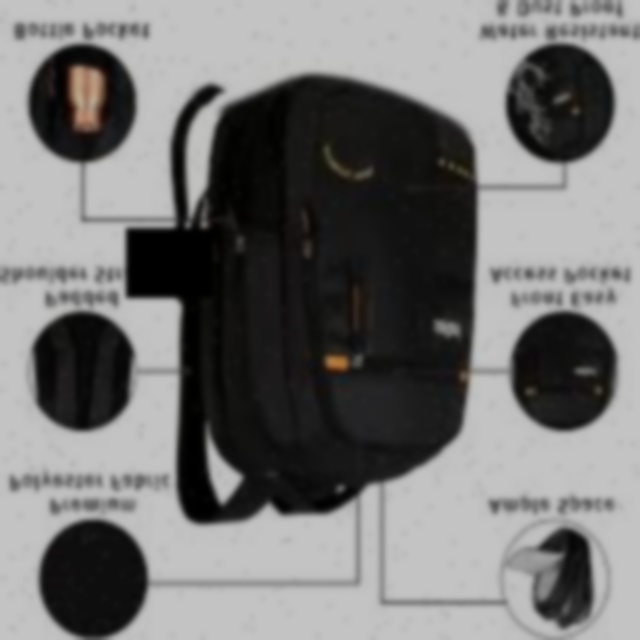 Premium
Polyester Fabric
Ample Space
Padded
Shoulder
Front Easy
Access Pocket
Bottle Pocket
Water Resistant
& Dust Proof